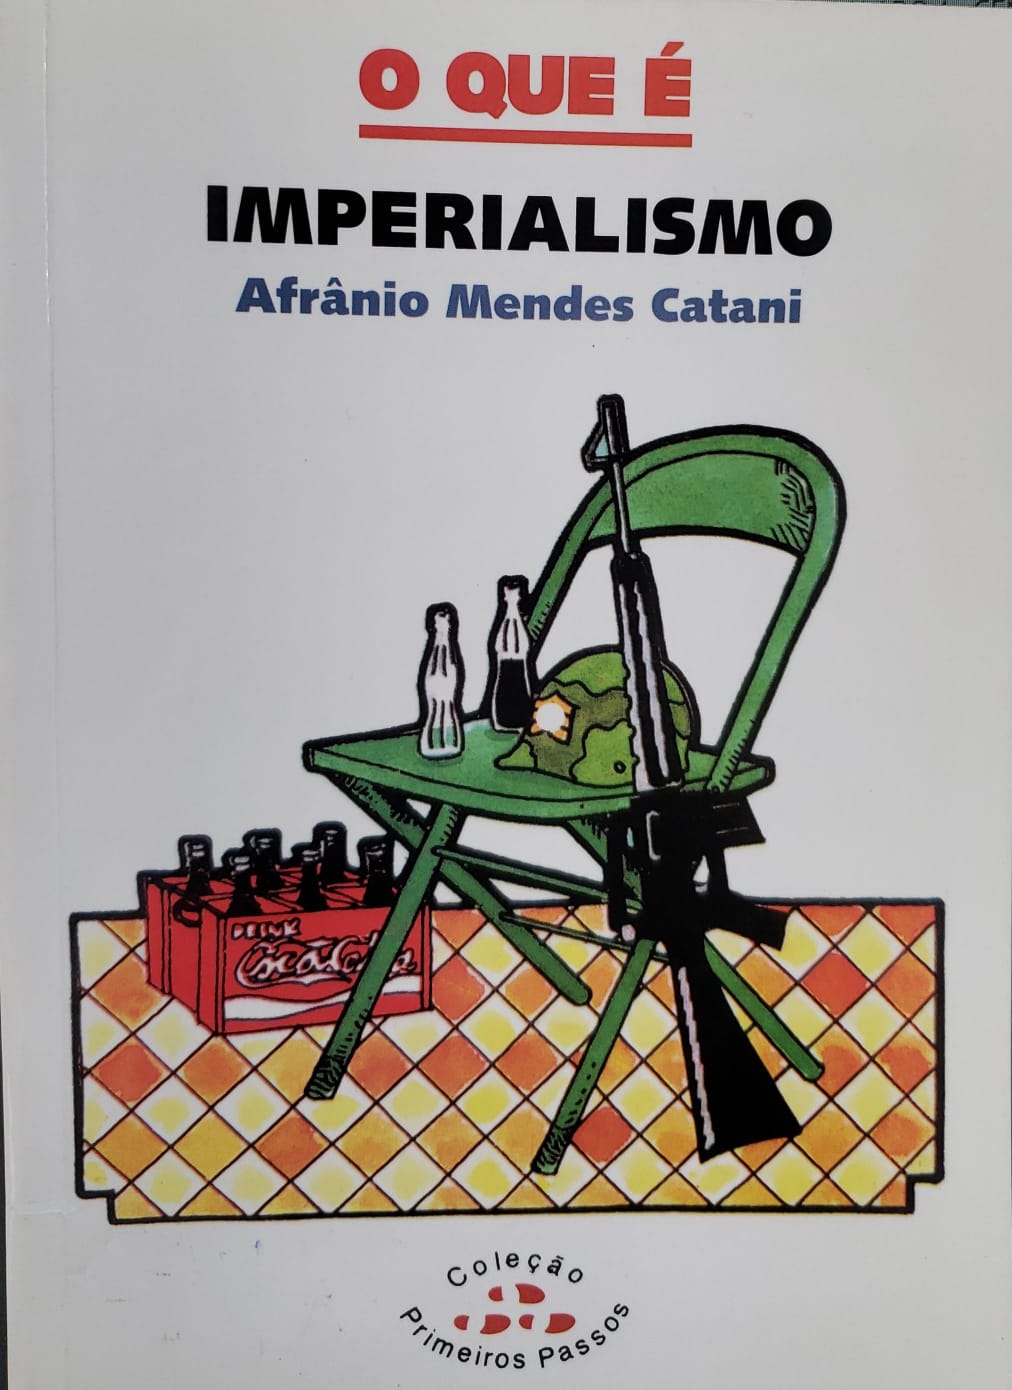 O QUE É
IMPERIALISMO
Afrânio Mendes Catani
DRINK
Coca-Cola
Coleção
Primeiros Passos